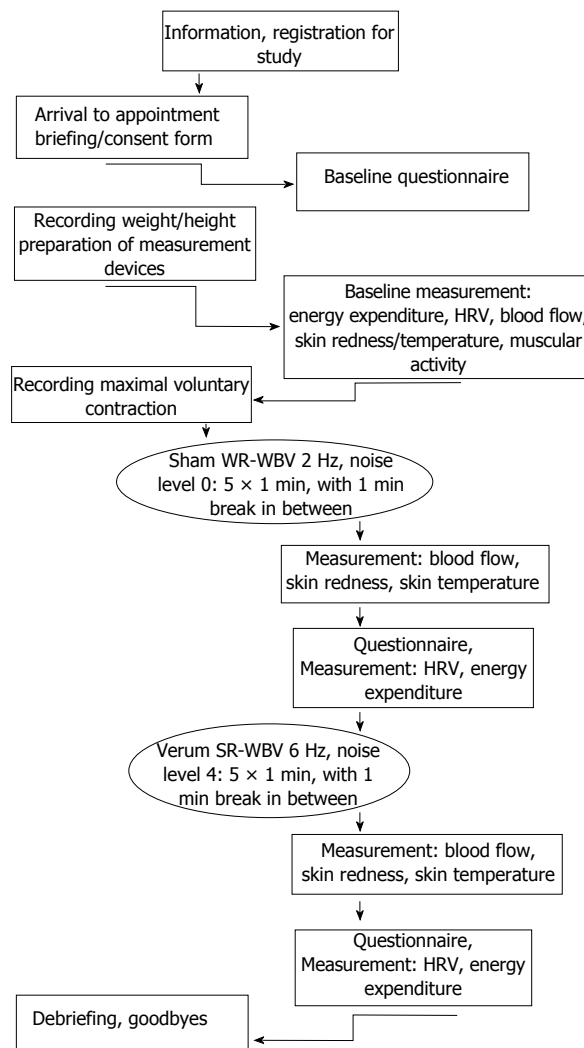 Information, registration for
study
Arrival to appointment
briefing/consent form
Baseline questionnaire
Recording weight/height
preparation of measurement
devices
Baseline measurement:
energy expenditure, HRV, blood flow,
skin redness/temperature, muscular
activity
Recording maximal voluntary
contraction
Sham WR-WBV 2 Hz, noise
level 0: 5 × 1 min, with 1 min
break in between
Measurement: blood flow,
skin redness, skin temperature
Questionnaire,
Measurement: HRV, energy
expenditure
Verum SR-WBV 6 Hz, noise
level 4: 5 × 1 min, with 1
min break in between
Measurement: blood flow,
skin redness, skin temperature
Questionnaire,
Measurement: HRV, energy
expenditure
Debriefing, goodbyes